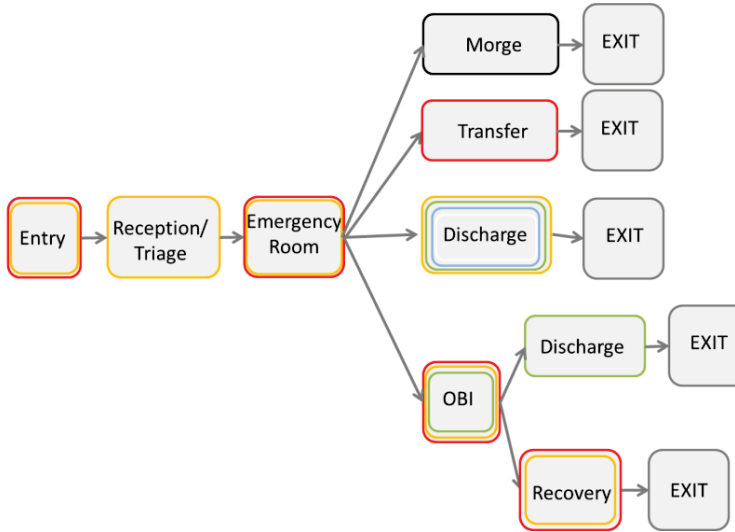 Morge
EXIT
Transfer
EXIT
Entry
Reception/
Triage
Emergency
Room
Discharge
EXIT
OBI
Discharge
EXIT
Recovery
EXIT